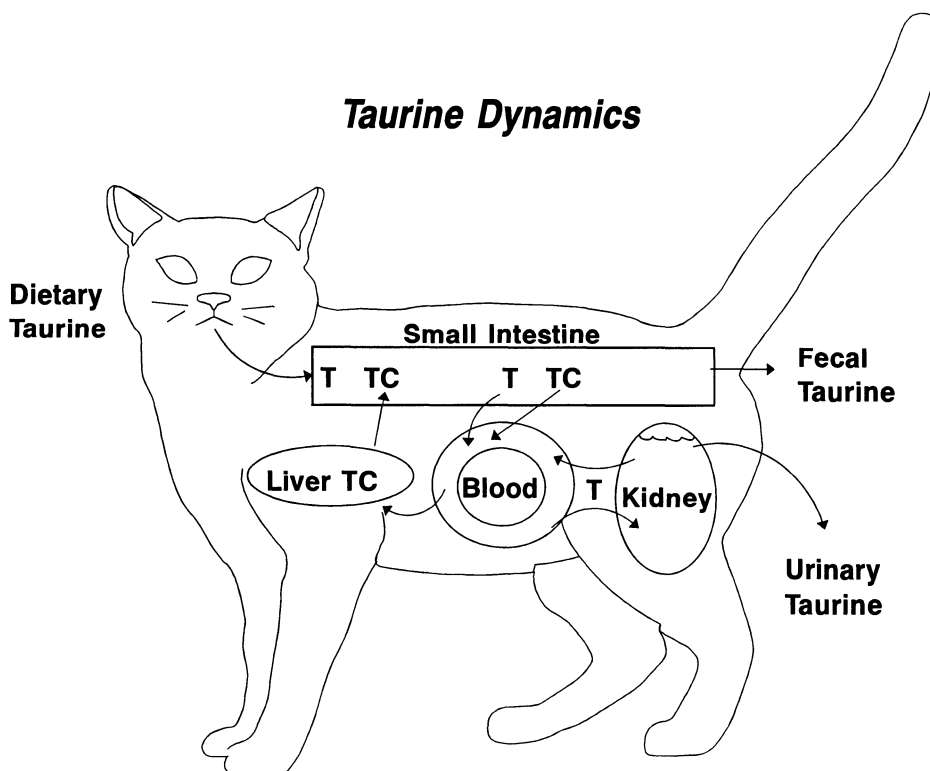 Taurine Dynamics
Dietary
Taurine
Small Intestine
T TC T TC
Fecal
Taurine
Liver TC
Blood
T
Kidney
Urinary
Taurine